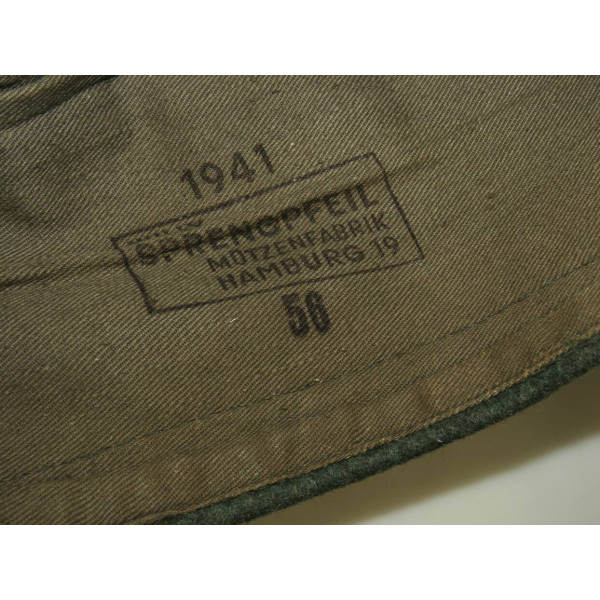 1941
SPRENGPFEIL
MÜTZENFABRIK
HAMBURG 19
56